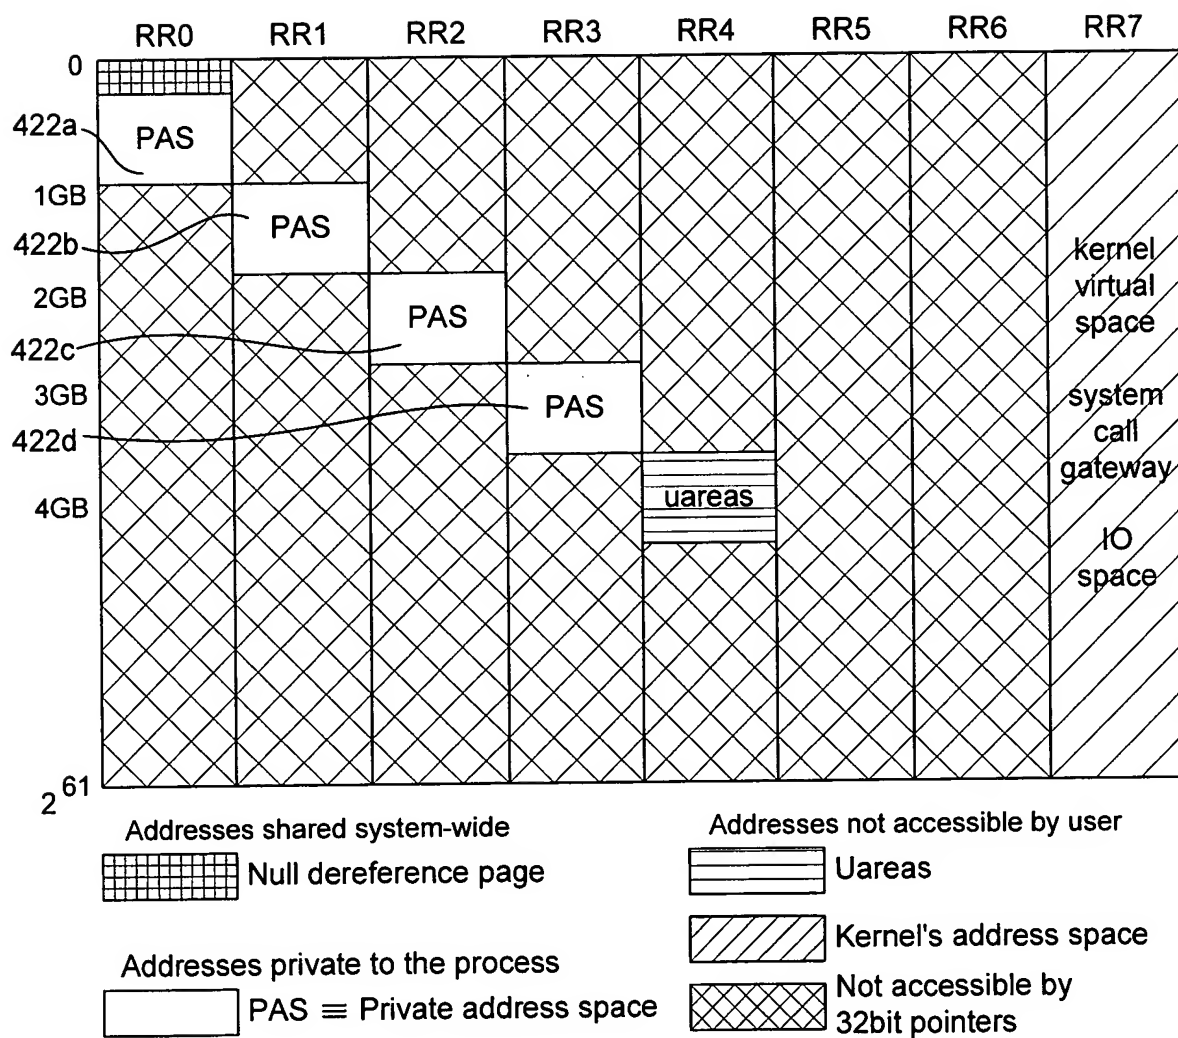 RR0 RR1 RR2 RR3 RR4 RR5 RR6 RR7
0
422a
PAS
1GB
422b
PAS
2GB
PAS
422c
3GB
PAS
422d
4GB
uareas
kernel
virtual
space
system
call
gateway
IO
space
2^61
Addresses shared system-wide
Null dereference page
Addresses private to the process
PAS ≡ Private address space
Addresses not accessible by user
Uareas
Kernel's address space
Not accessible by
32bit pointers